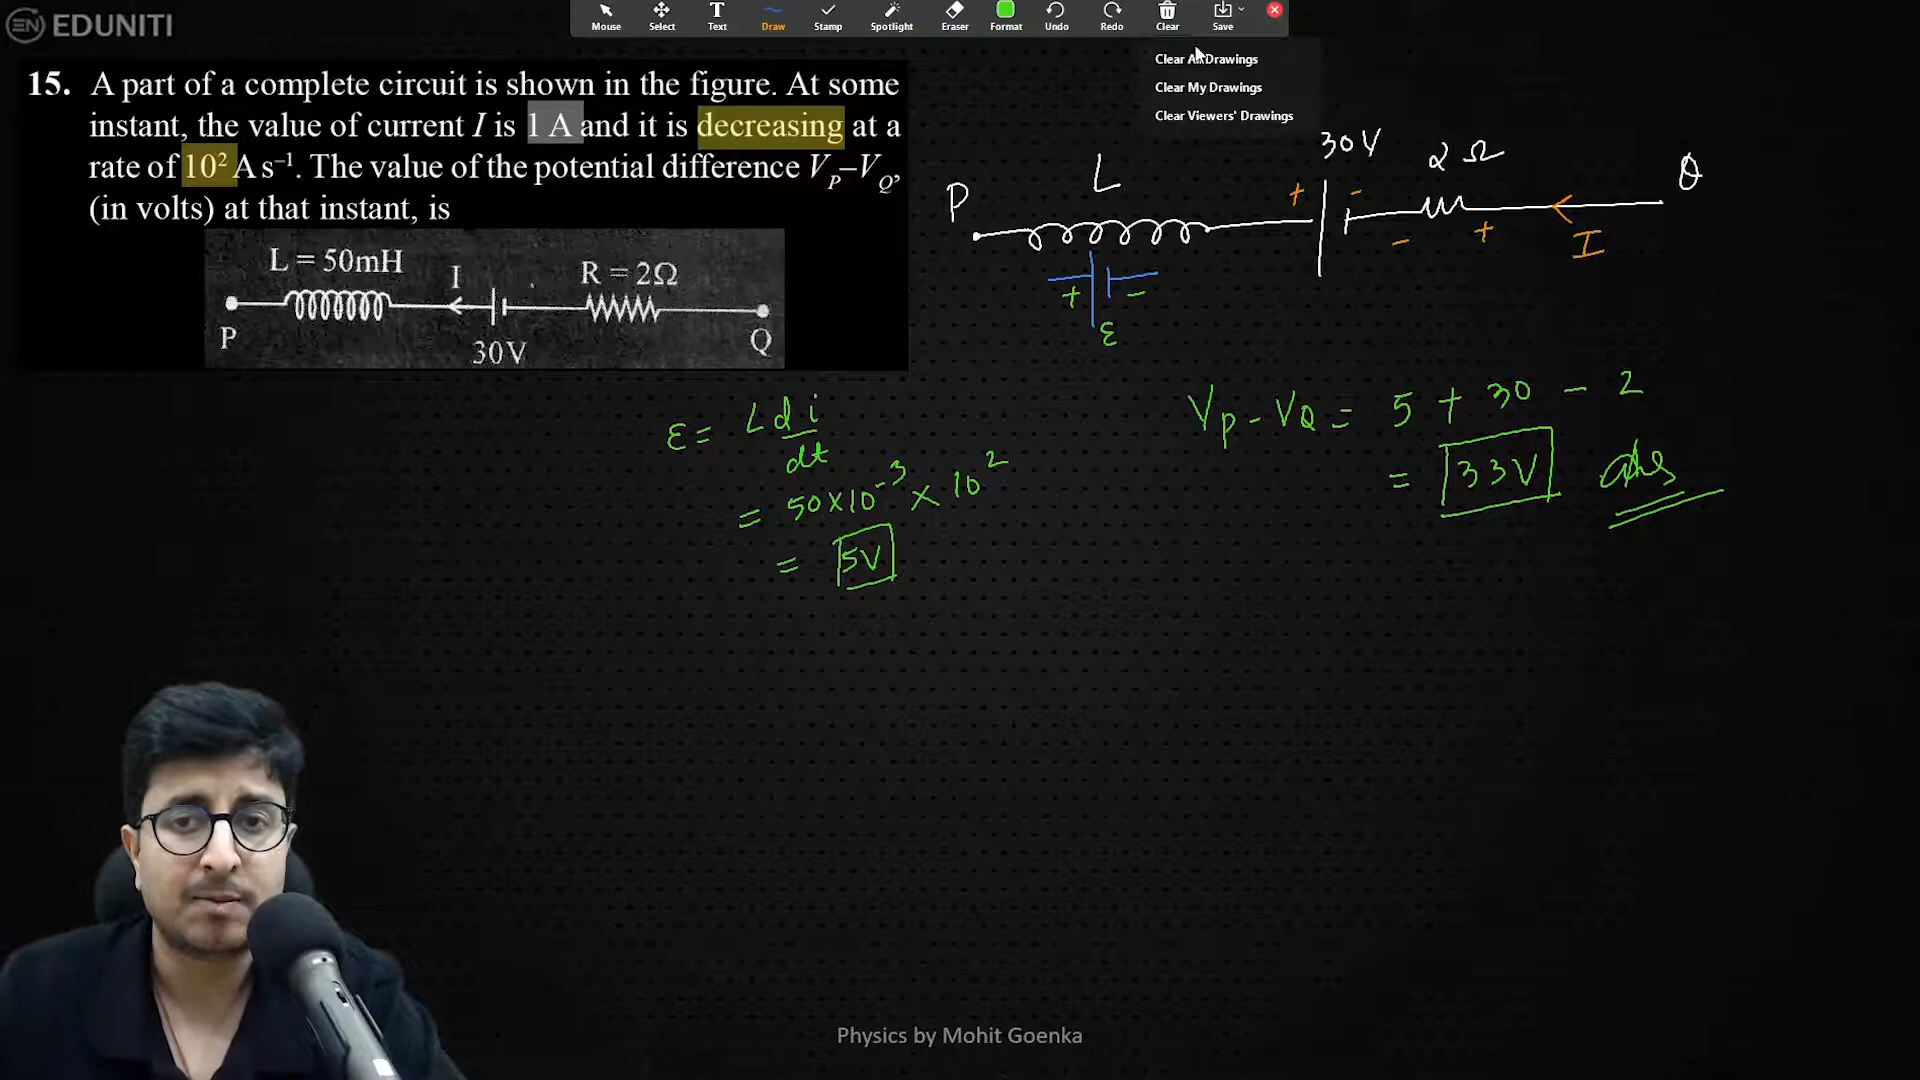 EDUNITI
Mouse Select Text Draw Stamp Spotlight Eraser Format Undo Redo Clear Save
Clear All Drawings
Clear My Drawings
Clear Viewers' Drawings
15. A part of a complete circuit is shown in the figure. At some
instant, the value of current I is 1 A and it is decreasing at a
rate of 10² A s⁻¹. The value of the potential difference V_P–V_Q,
(in volts) at that instant, is
L = 50mH
I
R = 2Ω
P
30V
Q
P
L
30V
2Ω
Q
+
-
-
+
I
+
-
ε
ε = L di/dt
= 50×10⁻³ × 10²
= 5V
V_P - V_Q = 5 + 30 - 2
= 33V ans
Physics by Mohit Goenka